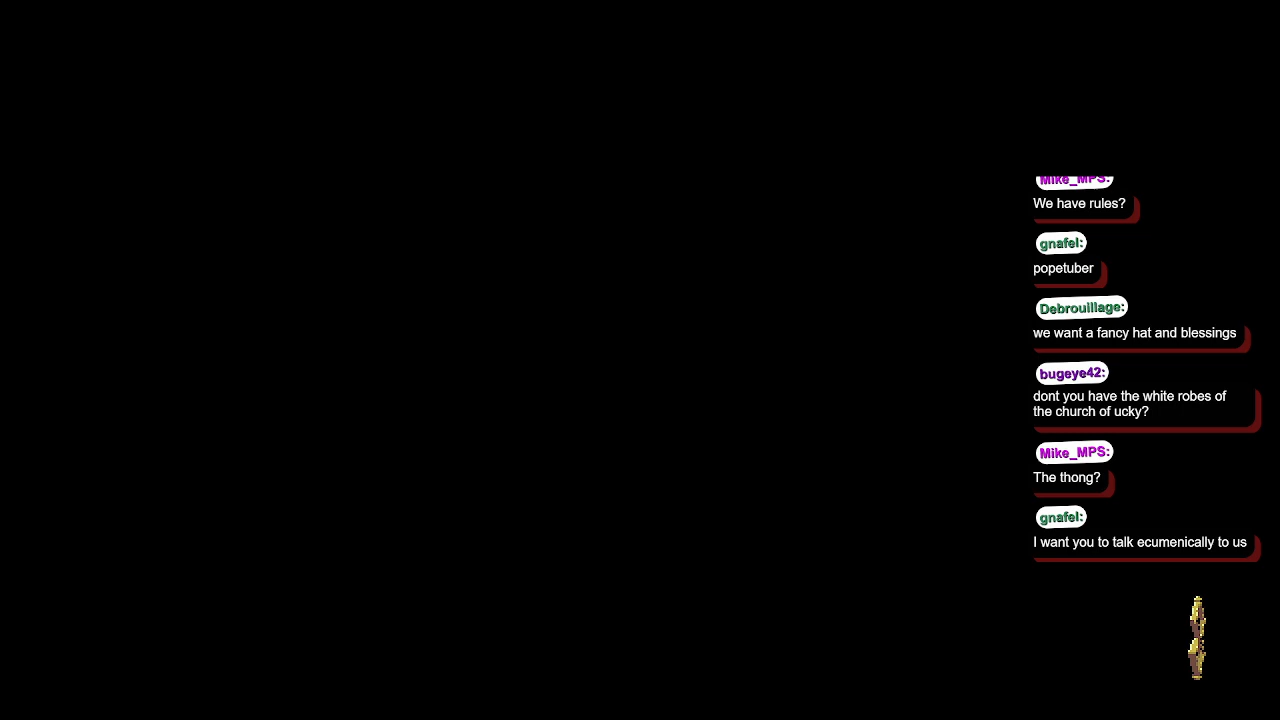 Mike_MPS:
We have rules?
gnafel:
popetuber
Debrouillage:
we want a fancy hat and blessings
bugeye42:
dont you have the white robes of
the church of ucky?
Mike_MPS:
The thong?
gnafel:
I want you to talk ecumenically to us